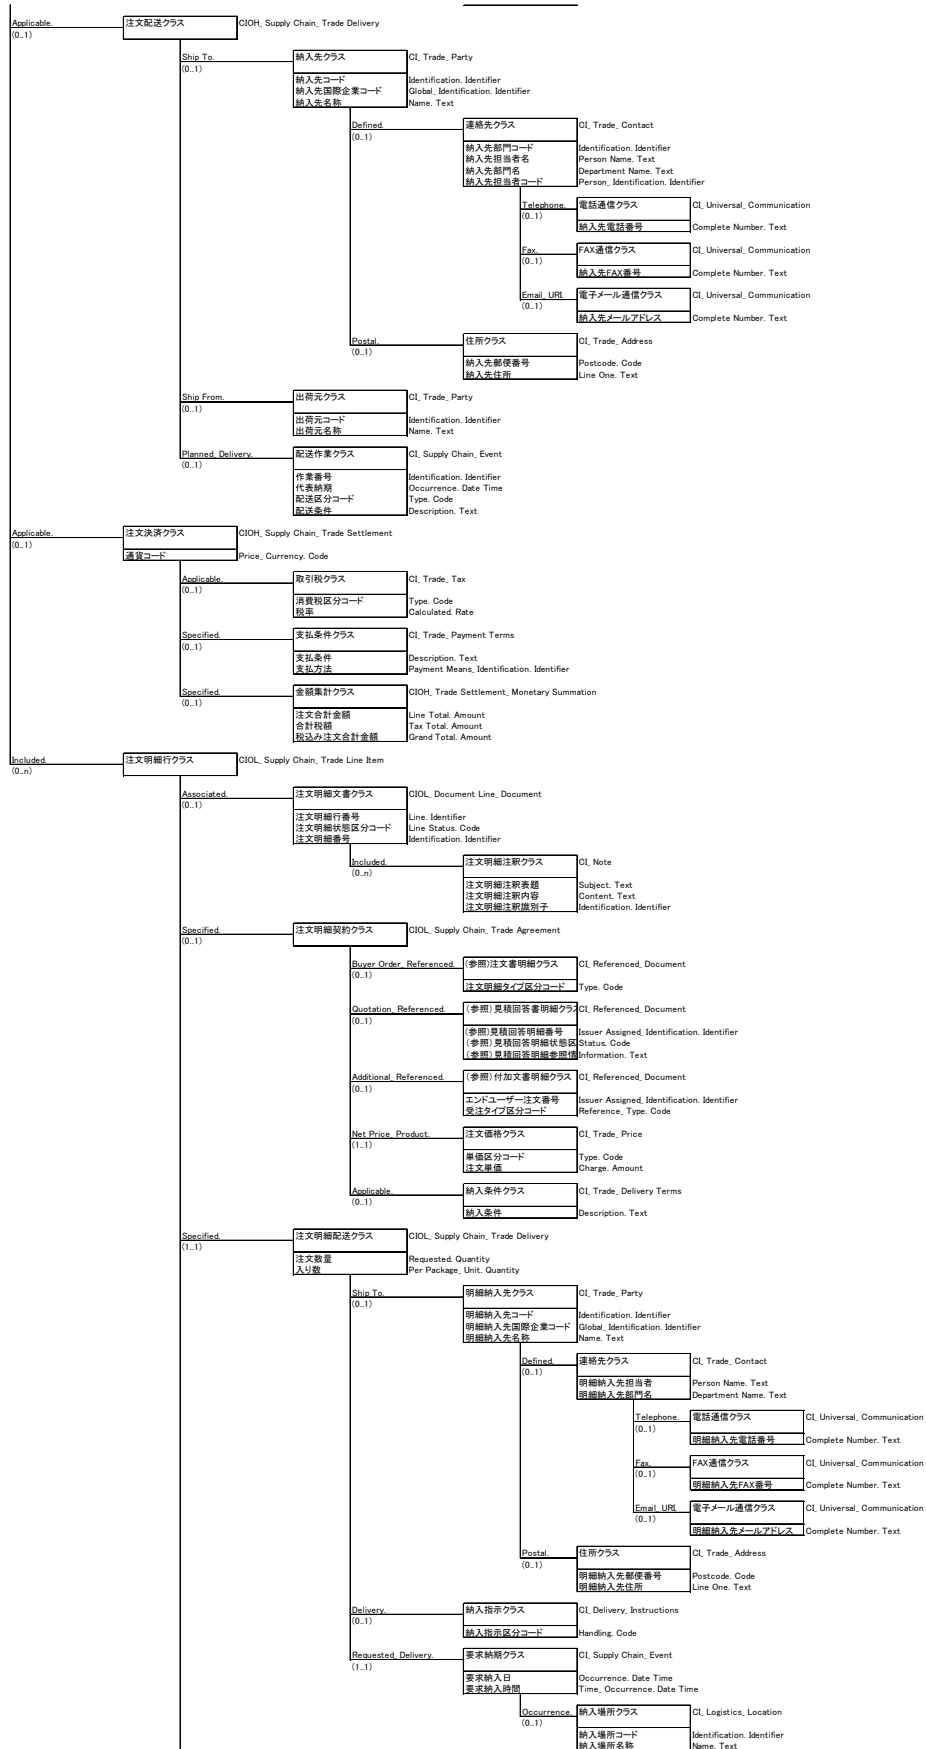 Applicable. 注文配送クラス CIOH_ Supply Chain_ Trade Delivery
(0..1)
Ship To. 納入先クラス CI_ Trade_ Party
(0..1)
納入先コード Identification. Identifier
納入先国際企業コード Global_ Identification. Identifier
納入先名称 Name. Text
Defined. 連絡先クラス CI_ Trade_ Contact
(0..1)
納入先部門コード Identification. Identifier
納入先担当者名 Person Name. Text
納入先部門名 Department Name. Text
納入先担当者コード Person_ Identification. Identifier
Telephone. 電話通信クラス CI_ Universal_ Communication
(0..1)
納入先電話番号 Complete Number. Text
Fax. FAX通信クラス CI_ Universal_ Communication
(0..1)
納入先FAX番号 Complete Number. Text
Email_ URI. 電子メール通信クラス CI_ Universal_ Communication
(0..1)
納入先メールアドレス Complete Number. Text
Postal. 住所クラス CI_ Trade_ Address
(0..1)
納入先郵便番号 Postcode. Code
納入先住所 Line One. Text
Ship From. 出荷元クラス CI_ Trade_ Party
(0..1)
出荷元コード Identification. Identifier
出荷元名称 Name. Text
Planned_ Delivery. 配送作業クラス CI_ Supply Chain_ Event
(0..1)
作業番号 Identification. Identifier
代表納期 Occurrence. Date Time
配送区分コード Type. Code
配送条件 Description. Text
Applicable. 注文決済クラス CIOH_ Supply Chain_ Trade Settlement
(0..1)
通貨コード Price_ Currency. Code
Applicable. 取引税クラス CI_ Trade_ Tax
(0..1)
消費税区分コード Type. Code
税率 Calculated. Rate
Specified. 支払条件クラス CI_ Trade_ Payment Terms
(0..1)
支払条件 Description. Text
支払方法 Payment Means_ Identification. Identifier
Specified. 金額集計クラス CIOH_ Trade Settlement_ Monetary Summation
(0..1)
注文合計金額 Line Total. Amount
合計税額 Tax Total. Amount
税込み注文合計金額 Grand Total. Amount
Included. 注文明細行クラス CIOL_ Supply Chain_ Trade Line Item
(0..n)
Associated. 注文明細文書クラス CIOL_ Document Line_ Document
(0..1)
注文明細行番号 Line. Identifier
注文明細状態区分コード Line Status. Code
注文明細番号 Identification. Identifier
Included. 注文明細注釈クラス CI_ Note
(0..n)
注文明細注釈表題 Subject. Text
注文明細注釈内容 Content. Text
注文明細注釈識別子 Identification. Identifier
Specified. 注文明細契約クラス CIOL_ Supply Chain_ Trade Agreement
(0..1)
Buyer Order_ Referenced. (参照)注文書明細クラス CI_ Referenced_ Document
(0..1)
注文明細タイプ区分コード Type. Code
Quotation_ Referenced. (参照)見積回答書明細クラス CI_ Referenced_ Document
(0..1)
(参照)見積回答明細番号 Issuer Assigned_ Identification. Identifier
(参照)見積回答明細状態区 Status. Code
(参照)見積回答明細参照情 Information. Text
Additional_ Referenced. (参照)付加文書明細クラス CI_ Referenced_ Document
(0..1)
エンドユーザー注文番号 Issuer Assigned_ Identification. Identifier
受注タイプ区分コード Reference_ Type. Code
Net Price_ Product. 注文価格クラス CI_ Trade_ Price
(1..1)
単価区分コード Type. Code
注文単価 Charge. Amount
Applicable. 納入条件クラス CI_ Trade_ Delivery Terms
(0..1)
納入条件 Description. Text
Specified. 注文明細配送クラス CIOL_ Supply Chain_ Trade Delivery
(1..1)
注文数量 Requested. Quantity
入り数 Per Package_ Unit. Quantity
Ship To. 明細納入先クラス CI_ Trade_ Party
(0..1)
明細納入先コード Identification. Identifier
明細納入先国際企業コード Global_ Identification. Identifier
明細納入先名称 Name. Text
Defined. 連絡先クラス CI_ Trade_ Contact
(0..1)
明細納入先担当者 Person Name. Text
明細納入先部門名 Department Name. Text
Telephone. 電話通信クラス CI_ Universal_ Communication
(0..1)
明細納入先電話番号 Complete Number. Text
Fax. FAX通信クラス CI_ Universal_ Communication
(0..1)
明細納入先FAX番号 Complete Number. Text
Email_ URI. 電子メール通信クラス CI_ Universal_ Communication
(0..1)
明細納入先メールアドレス Complete Number. Text
Postal. 住所クラス CI_ Trade_ Address
(0..1)
明細納入先郵便番号 Postcode. Code
明細納入先住所 Line One. Text
Delivery. 納入指示クラス CI_ Delivery_ Instructions
(0..1)
納入指示区分コード Handling. Code
Requested_ Delivery. 要求納期クラス CI_ Supply Chain_ Event
(1..1)
要求納入日 Occurrence. Date Time
要求納入時間 Time_ Occurrence. Date Time
Occurrence. 納入場所クラス CI_ Logistics_ Location
(0..1)
納入場所コード Identification. Identifier
納入場所名称 Name. Text